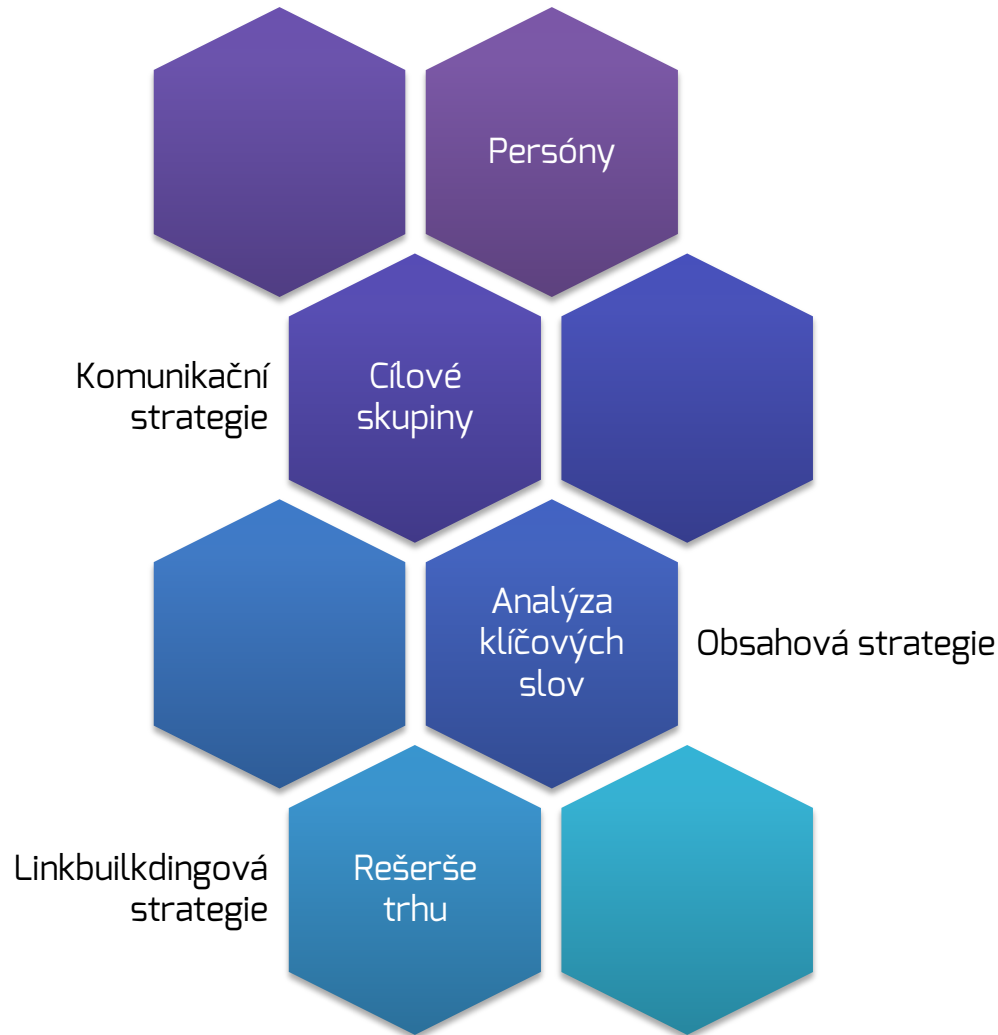 Persóny
Komunikační
strategie
Cílové
skupiny
Analýza
klíčových
slov
Obsahová strategie
Linkbuilkdingová
strategie
Rešerše
trhu